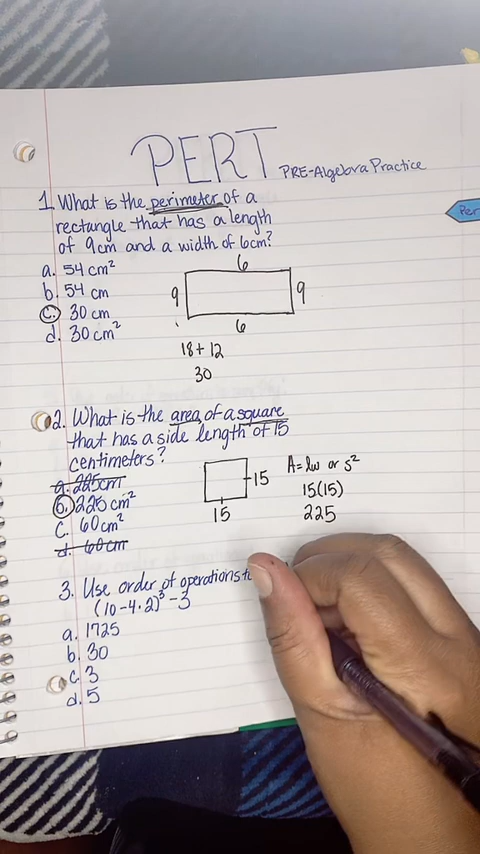 PERT PRE-Algebra Practice
Per
1. What is the perimeter of a
rectangle that has a length
of 9cm and a width of 6cm?
a. 54 cm²
b. 54 cm
c. 30 cm
d. 30 cm²
6
9
9
6
18+12
30
2. What is the area of a square
that has a side length of 15
centimeters?
a. 225cm
b. 225 cm²
c. 60cm²
d. 60cm
15
15
A=lw or s²
15(15)
225
3. Use order of operations
(10-4·2)³-3
a. 1725
b. 30
c. 3
d. 5